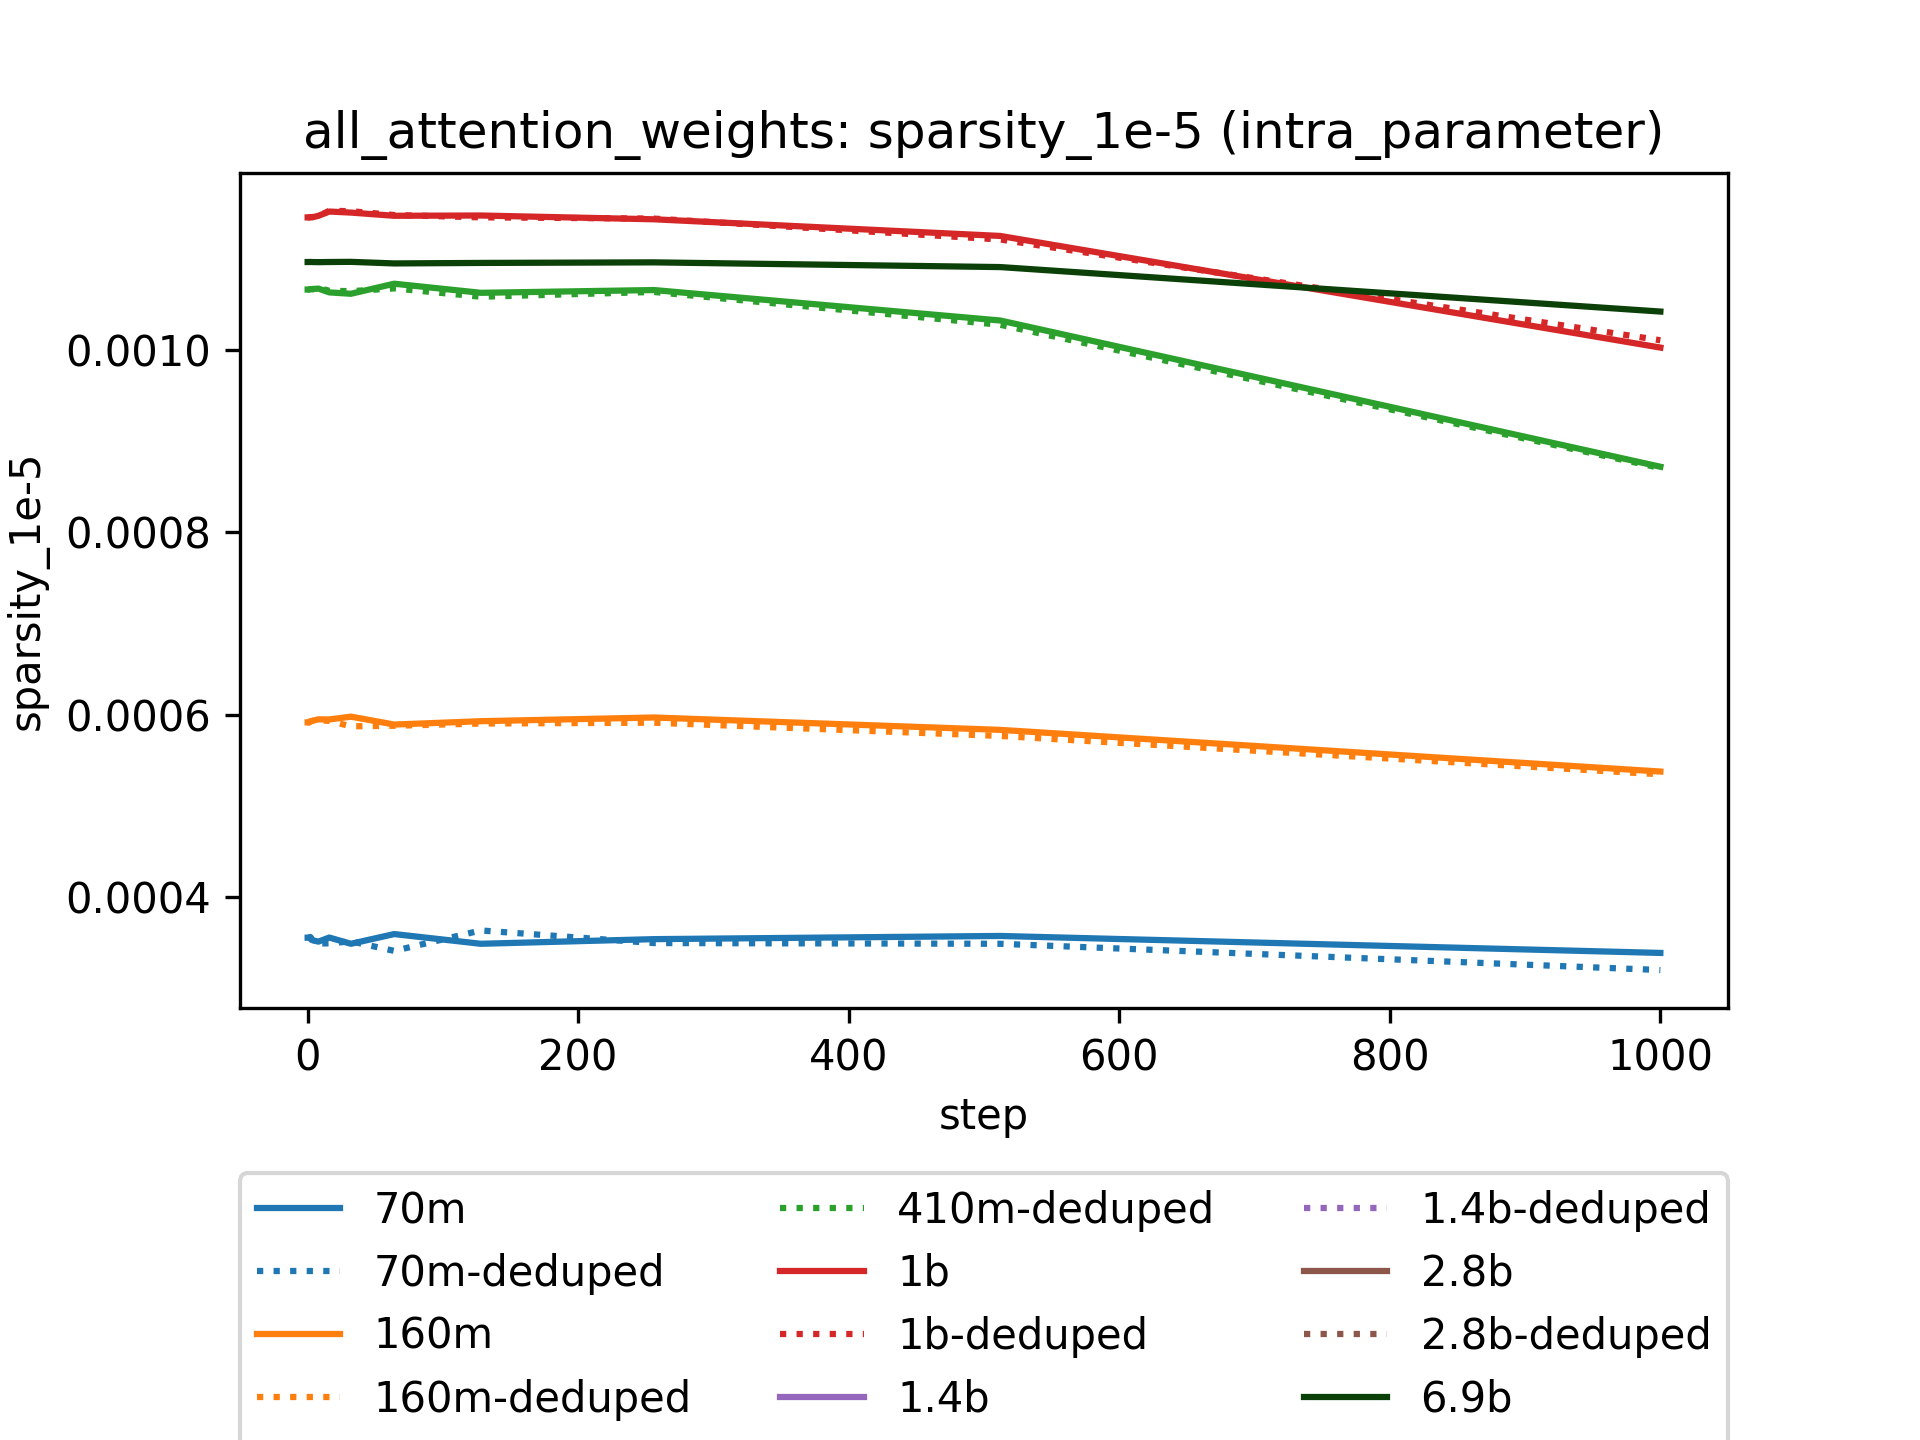 all_attention_weights: sparsity_1e-5 (intra_parameter)
sparsity_1e-5
0.0010
0.0008
0.0006
0.0004
0 200 400 600 800 1000
step
70m 410m-deduped 1.4b-deduped
70m-deduped 1b 2.8b
160m 1b-deduped 2.8b-deduped
160m-deduped 1.4b 6.9b